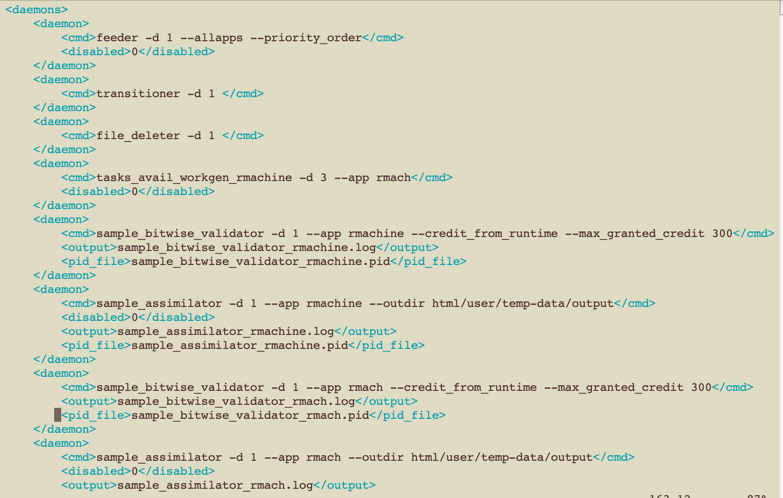 <daemons>
<daemon>
<cmd>feeder -d 1 --allapps --priority_order</cmd>
<disabled>0</disabled>
</daemon>
<daemon>
<cmd>transitioner -d 1 </cmd>
</daemon>
<daemon>
<cmd>file_deleter -d 1 </cmd>
</daemon>
<daemon>
<cmd>tasks_avail_workgen_rmachine -d 3 --app rmach</cmd>
<disabled>0</disabled>
</daemon>
<daemon>
<cmd>sample_bitwise_validator -d 1 --app rmachine --credit_from_runtime --max_granted_credit 300</cmd>
<output>sample_bitwise_validator_rmachine.log</output>
<pid_file>sample_bitwise_validator_rmachine.pid</pid_file>
</daemon>
<daemon>
<cmd>sample_assimilator -d 1 --app rmachine --outdir html/user/temp-data/output</cmd>
<disabled>0</disabled>
<output>sample_assimilator_rmachine.log</output>
<pid_file>sample_assimilator_rmachine.pid</pid_file>
</daemon>
<daemon>
<cmd>sample_bitwise_validator -d 1 --app rmach --credit_from_runtime --max_granted_credit 300</cmd>
<output>sample_bitwise_validator_rmach.log</output>
<pid_file>sample_bitwise_validator_rmach.pid</pid_file>
</daemon>
<daemon>
<cmd>sample_assimilator -d 1 --app rmach --outdir html/user/temp-data/output</cmd>
<disabled>0</disabled>
<output>sample_assimilator_rmach.log</output>